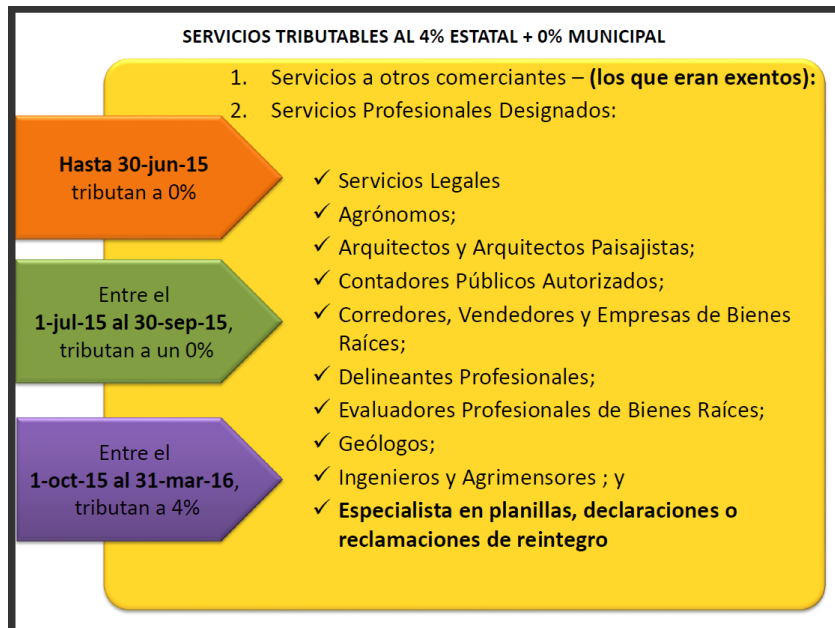 SERVICIOS TRIBUTABLES AL 4% ESTATAL + 0% MUNICIPAL
1. Servicios a otros comerciantes – (los que eran exentos):
2. Servicios Profesionales Designados:
Hasta 30-jun-15
tributan a 0%
Entre el
1-jul-15 al 30-sep-15,
tributan a un 0%
Entre el
1-oct-15 al 31-mar-16,
tributan a 4%
✓ Servicios Legales
✓ Agrónomos;
✓ Arquitectos y Arquitectos Paisajistas;
✓ Contadores Públicos Autorizados;
✓ Corredores, Vendedores y Empresas de Bienes
Raíces;
✓ Delineantes Profesionales;
✓ Evaluadores Profesionales de Bienes Raíces;
✓ Geólogos;
✓ Ingenieros y Agrimensores ; y
✓ Especialista en planillas, declaraciones o
reclamaciones de reintegro